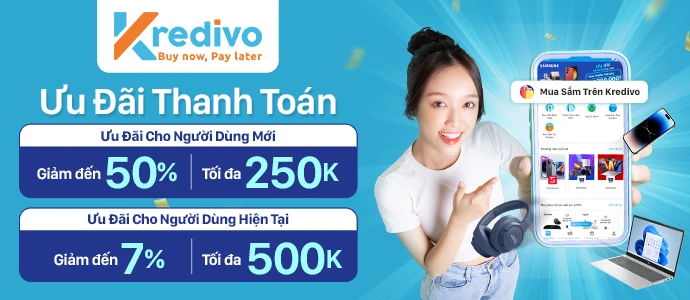 Kredivo
Buy now, Pay later
Ưu Đãi Thanh Toán
Ưu Đãi Cho Người Dùng Mới
Giảm đến 50% Tối đa 250K
Ưu Đãi Cho Người Dùng Hiện Tại
Giảm đến 7% Tối đa 500K
SAMSUNG
Mua Sắm Trên Kredivo